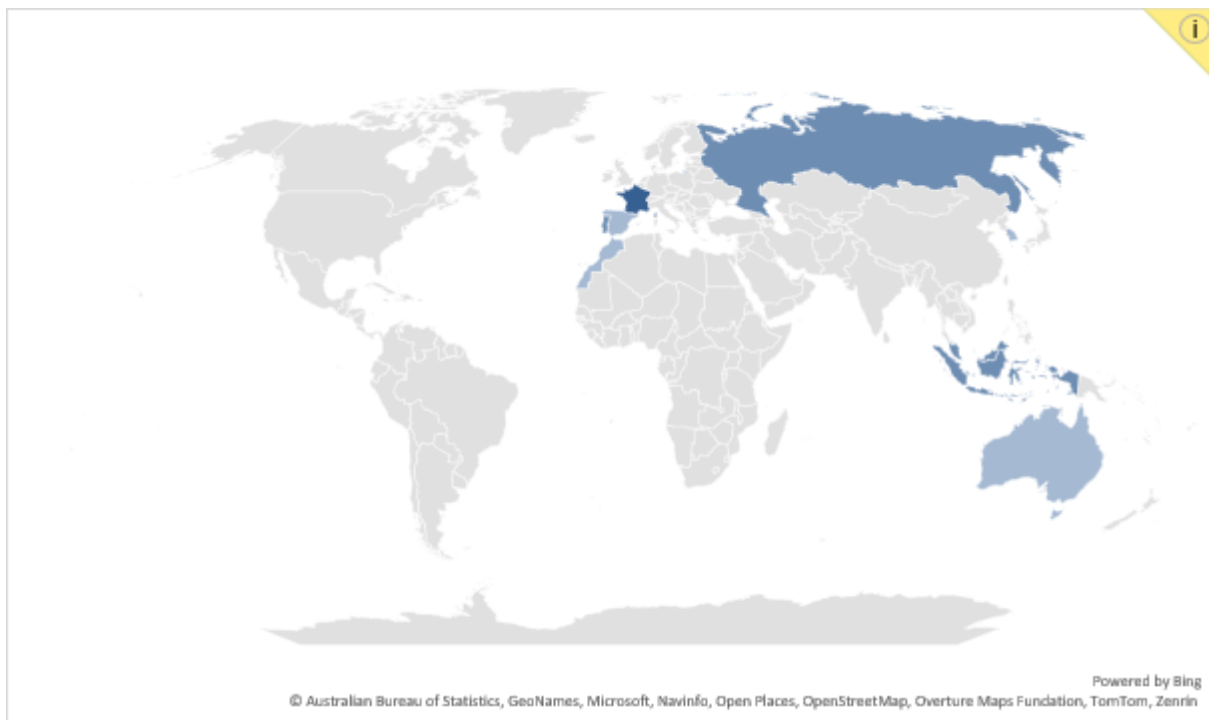 i
Powered by Bing
© Australian Bureau of Statistics, GeoNames, Microsoft, Navinfo, Open Places, OpenStreetMap, Overture Maps Fundation, TomTom, Zenrin